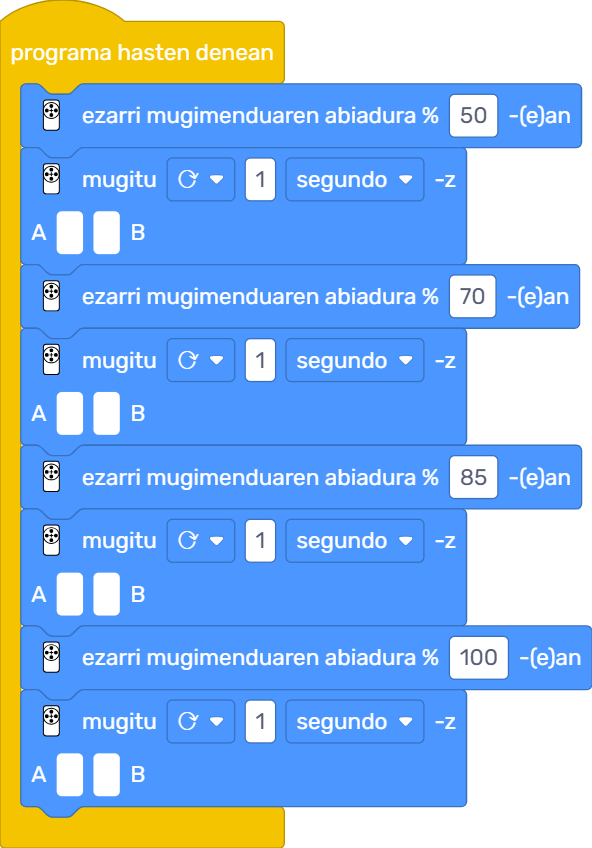 programa hasten denean
ezarri mugimenduaren abiadura % 50 -(e)an
mugitu 1 segundo -z
A B
ezarri mugimenduaren abiadura % 70 -(e)an
mugitu 1 segundo -z
A B
ezarri mugimenduaren abiadura % 85 -(e)an
mugitu 1 segundo -z
A B
ezarri mugimenduaren abiadura % 100 -(e)an
mugitu 1 segundo -z
A B